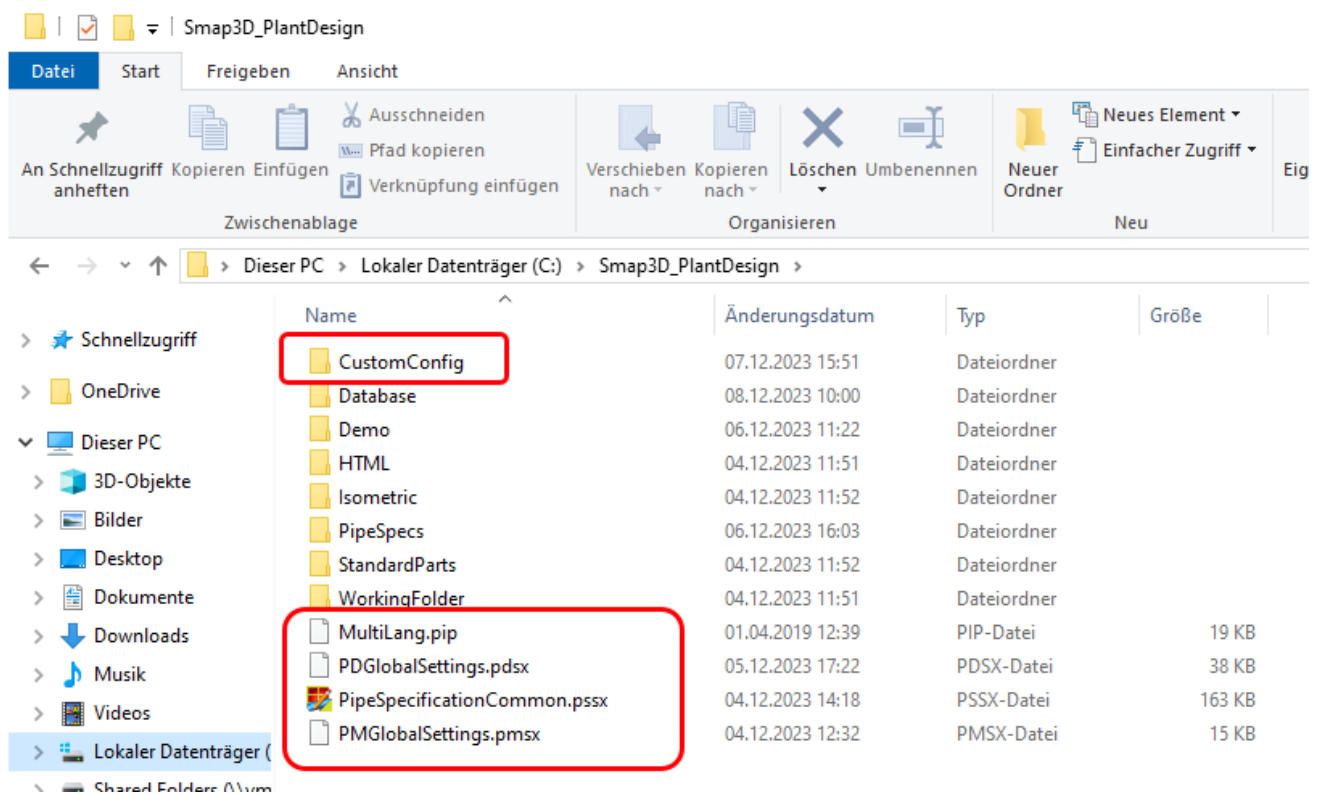 Smap3D_PlantDesign
Datei Start Freigeben Ansicht
An Schnellzugriff anheften
Kopieren
Einfügen
Ausschneiden
Pfad kopieren
Verknüpfung einfügen
Zwischenablage
Verschieben nach
Kopieren nach
Löschen
Umbenennen
Organisieren
Neuer Ordner
Neues Element
Einfacher Zugriff
Neu
Eig
Dieser PC > Lokaler Datenträger (C:) > Smap3D_PlantDesign >
Schnellzugriff
OneDrive
Dieser PC
3D-Objekte
Bilder
Desktop
Dokumente
Downloads
Musik
Videos
Lokaler Datenträger (
Shared Folders (\\vm
Name Änderungsdatum Typ Größe
CustomConfig 07.12.2023 15:51 Dateiordner
Database 08.12.2023 10:00 Dateiordner
Demo 06.12.2023 11:22 Dateiordner
HTML 04.12.2023 11:51 Dateiordner
Isometric 04.12.2023 11:52 Dateiordner
PipeSpecs 06.12.2023 16:03 Dateiordner
StandardParts 04.12.2023 11:52 Dateiordner
WorkingFolder 04.12.2023 11:51 Dateiordner
MultiLang.pip 01.04.2019 12:39 PIP-Datei 19 KB
PDGlobalSettings.pdsx 05.12.2023 17:22 PDSX-Datei 38 KB
PipeSpecificationCommon.pssx 04.12.2023 14:18 PSSX-Datei 163 KB
PMGlobalSettings.pmsx 04.12.2023 12:32 PMSX-Datei 15 KB